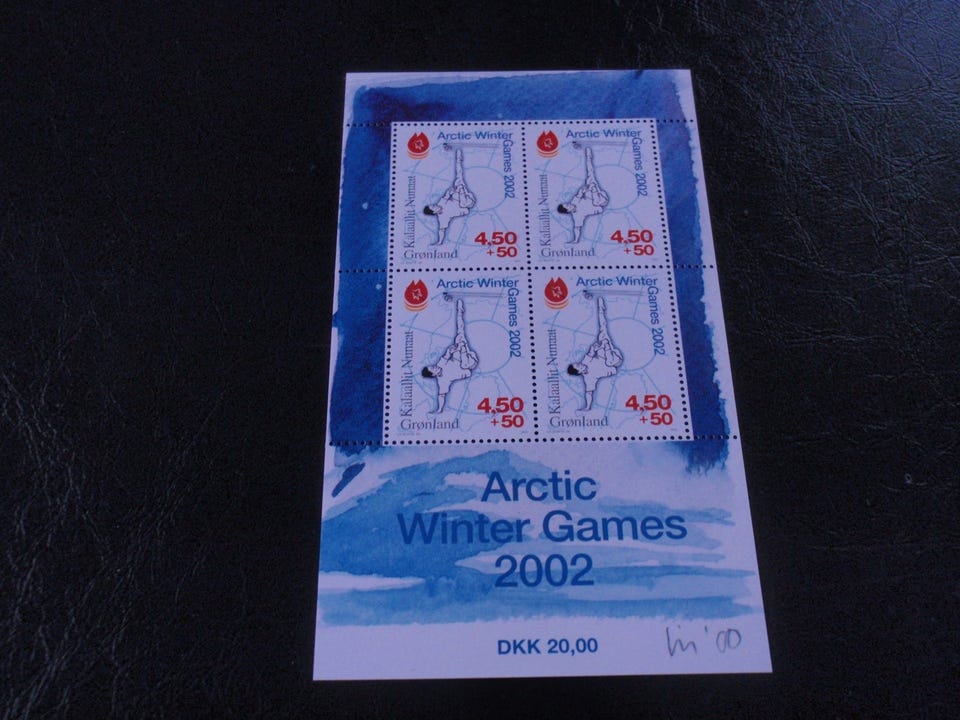 Arctic Winter
Games 2002
Kalaallit Nunaat
4,50
+50
Grønland
Arctic Winter
Games 2002
Kalaallit Nunaat
4,50
+50
Grønland
Arctic Winter
Games 2002
Kalaallit Nunaat
4,50
+50
Grønland
Arctic Winter
Games 2002
Kalaallit Nunaat
4,50
+50
Grønland
Arctic
Winter Games
2002
DKK 20,00
'00